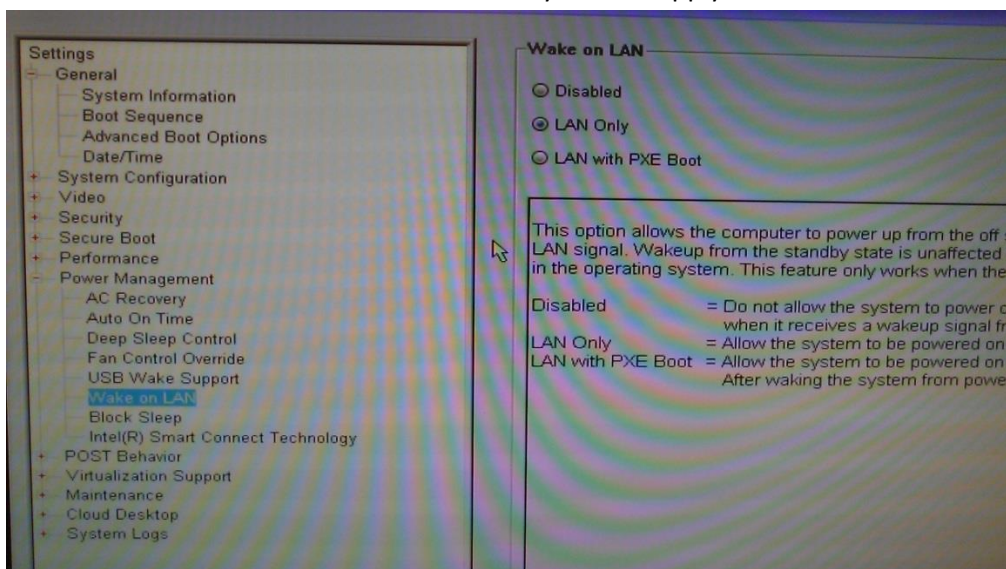 Settings
General
System Information
Boot Sequence
Advanced Boot Options
Date/Time
System Configuration
Video
Security
Secure Boot
Performance
Power Management
AC Recovery
Auto On Time
Deep Sleep Control
Fan Control Override
USB Wake Support
Wake on LAN
Block Sleep
Intel(R) Smart Connect Technology
POST Behavior
Virtualization Support
Maintenance
Cloud Desktop
System Logs
Wake on LAN
Disabled
LAN Only
LAN with PXE Boot
This option allows the computer to power up from the off
LAN signal. Wakeup from the standby state is unaffected
in the operating system. This feature only works when the
Disabled = Do not allow the system to power
when it receives a wakeup signal
LAN Only = Allow the system to be powered on
LAN with PXE Boot = Allow the system to be powered on
After waking the system from